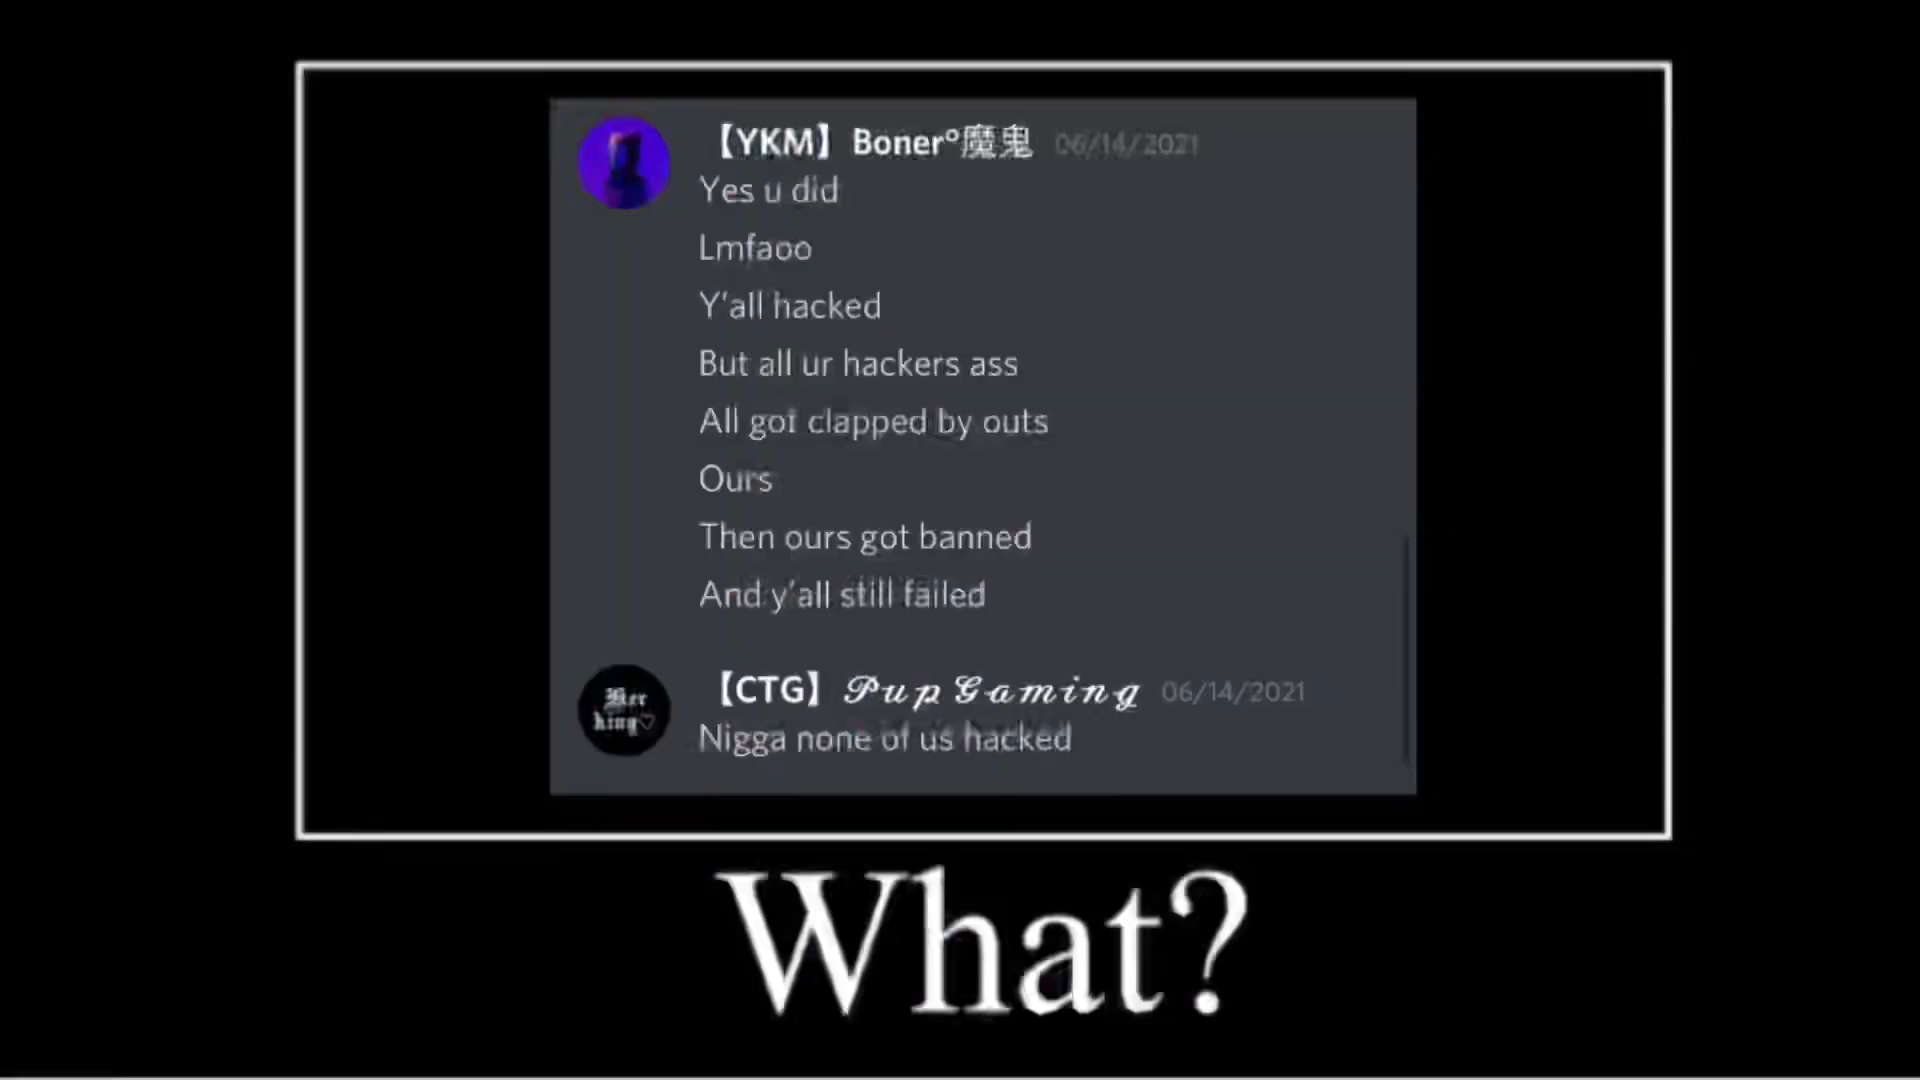 【YKM】 Boner°魔鬼 06/14/2021
Yes u did
Lmfaoo
Y'all hacked
But all ur hackers ass
All got clapped by outs
Ours
Then ours got banned
And y'all still failed
Her
king♡
【CTG】 𝒫𝓊𝓅 𝒢𝒶𝓂𝒾𝓃𝑔 06/14/2021
Nigga none of us hacked
What?